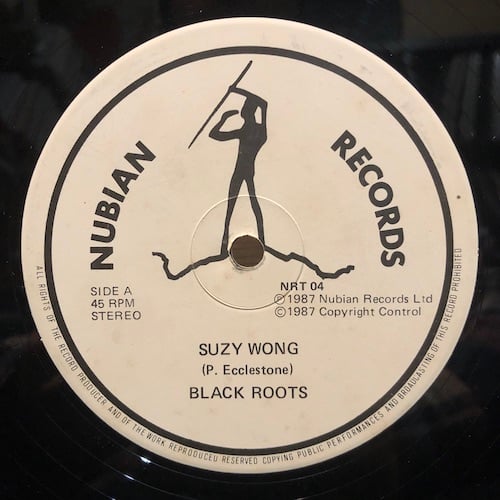 NUBIAN RECORDS
SIDE A
45 RPM
STEREO
NRT 04
Ⓟ1987 Nubian Records Ltd
©1987 Copyright Control
SUZY WONG
(P. Ecclestone)
BLACK ROOTS
ALL RIGHTS OF THE RECORD PRODUCER AND OF THE WORK REPRODUCED RESERVED COPYING PUBLIC PERFORMANCES AND BROADCASTING OF THIS RECORD PROHIBITED